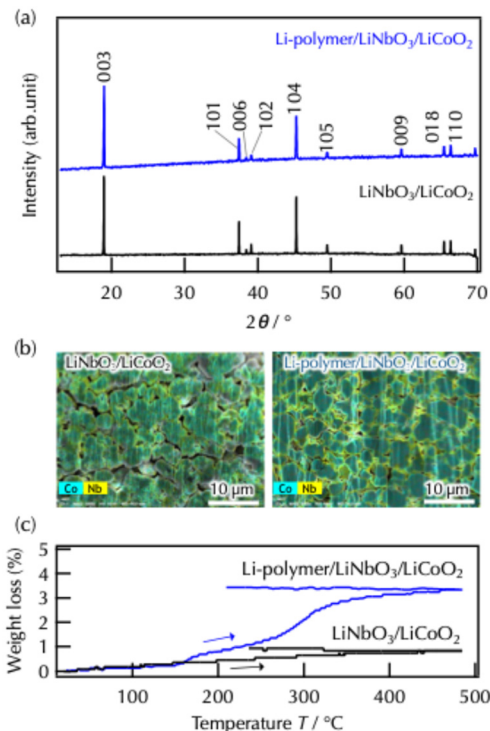 (a)
Li-polymer/LiNbO₃/LiCoO₂
003
101
006
102
104
105
009
018
110
LiNbO₃/LiCoO₂
Intensity (arb.unit)
20 30 40 50 60 70
2θ / °
(b)
LiNbO₃/LiCoO₂
Co Nb
10 μm
Li-polymer/LiNbO₃/LiCoO₂
Co Nb
10 μm
(c)
5
4
3
2
1
0
Weight loss (%)
Li-polymer/LiNbO₃/LiCoO₂
LiNbO₃/LiCoO₂
100 200 300 400 500
Temperature T / °C